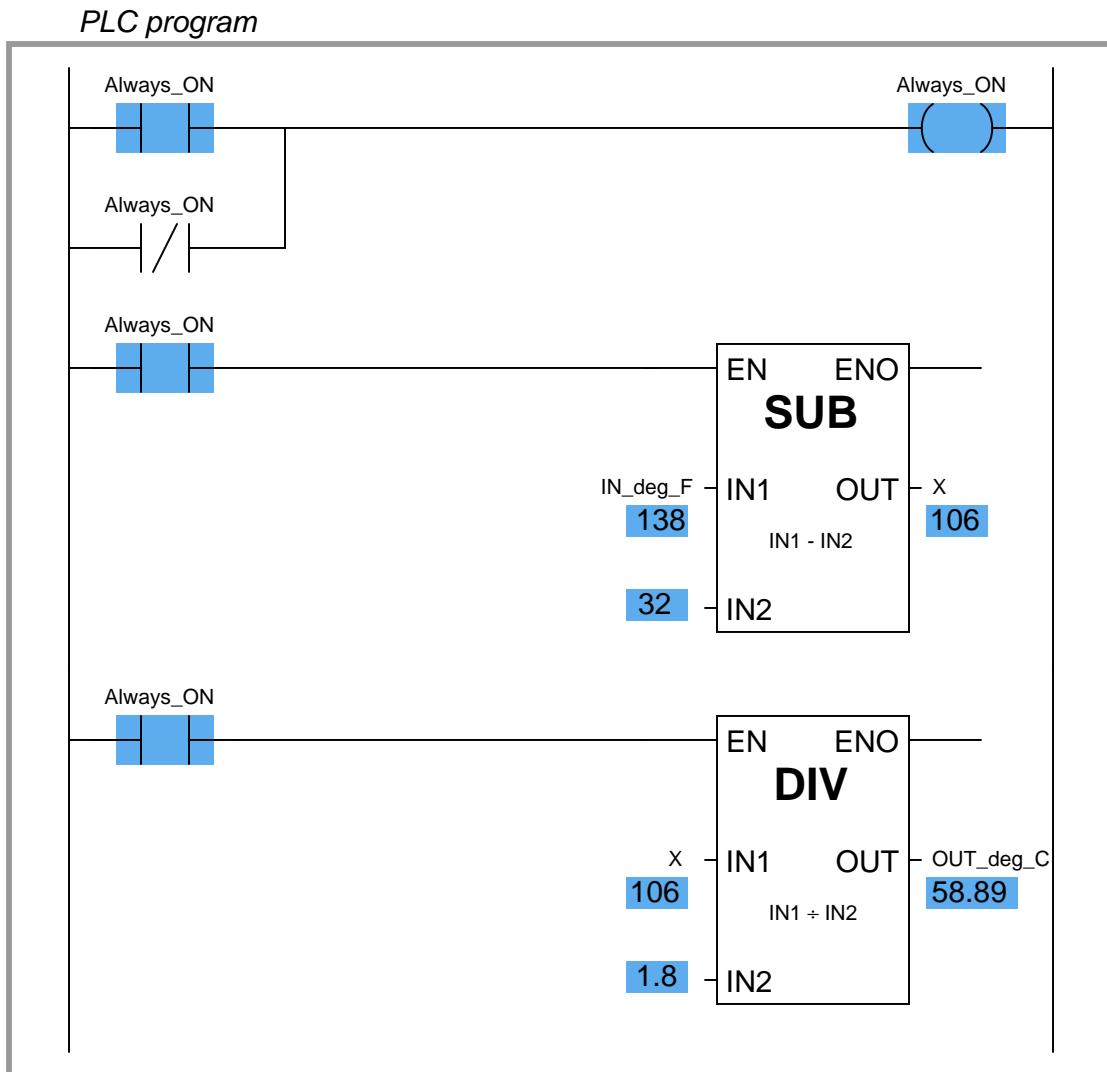 PLC program
Always_ON Always_ON
Always_ON
Always_ON
EN ENO
SUB
IN_deg_F IN1 OUT X
138 106
IN1 - IN2
32 IN2
Always_ON
EN ENO
DIV
X IN1 OUT OUT_deg_C
106 58.89
IN1 ÷ IN2
1.8 IN2